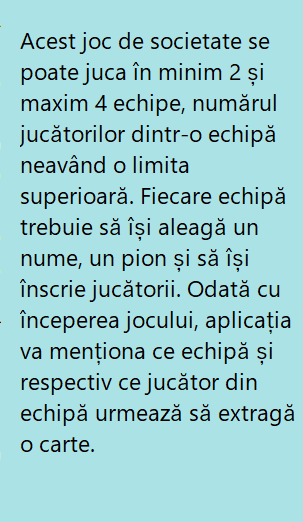 Acest joc de societate se
poate juca în minim 2 și
maxim 4 echipe, numărul
jucătorilor dintr-o echipă
neavând o limita
superioară. Fiecare echipă
trebuie să își aleagă un
nume, un pion și să își
înscrie jucătorii. Odată cu
începerea jocului, aplicația
va menționa ce echipă și
respectiv ce jucător din
echipă urmează să extragă
o carte.